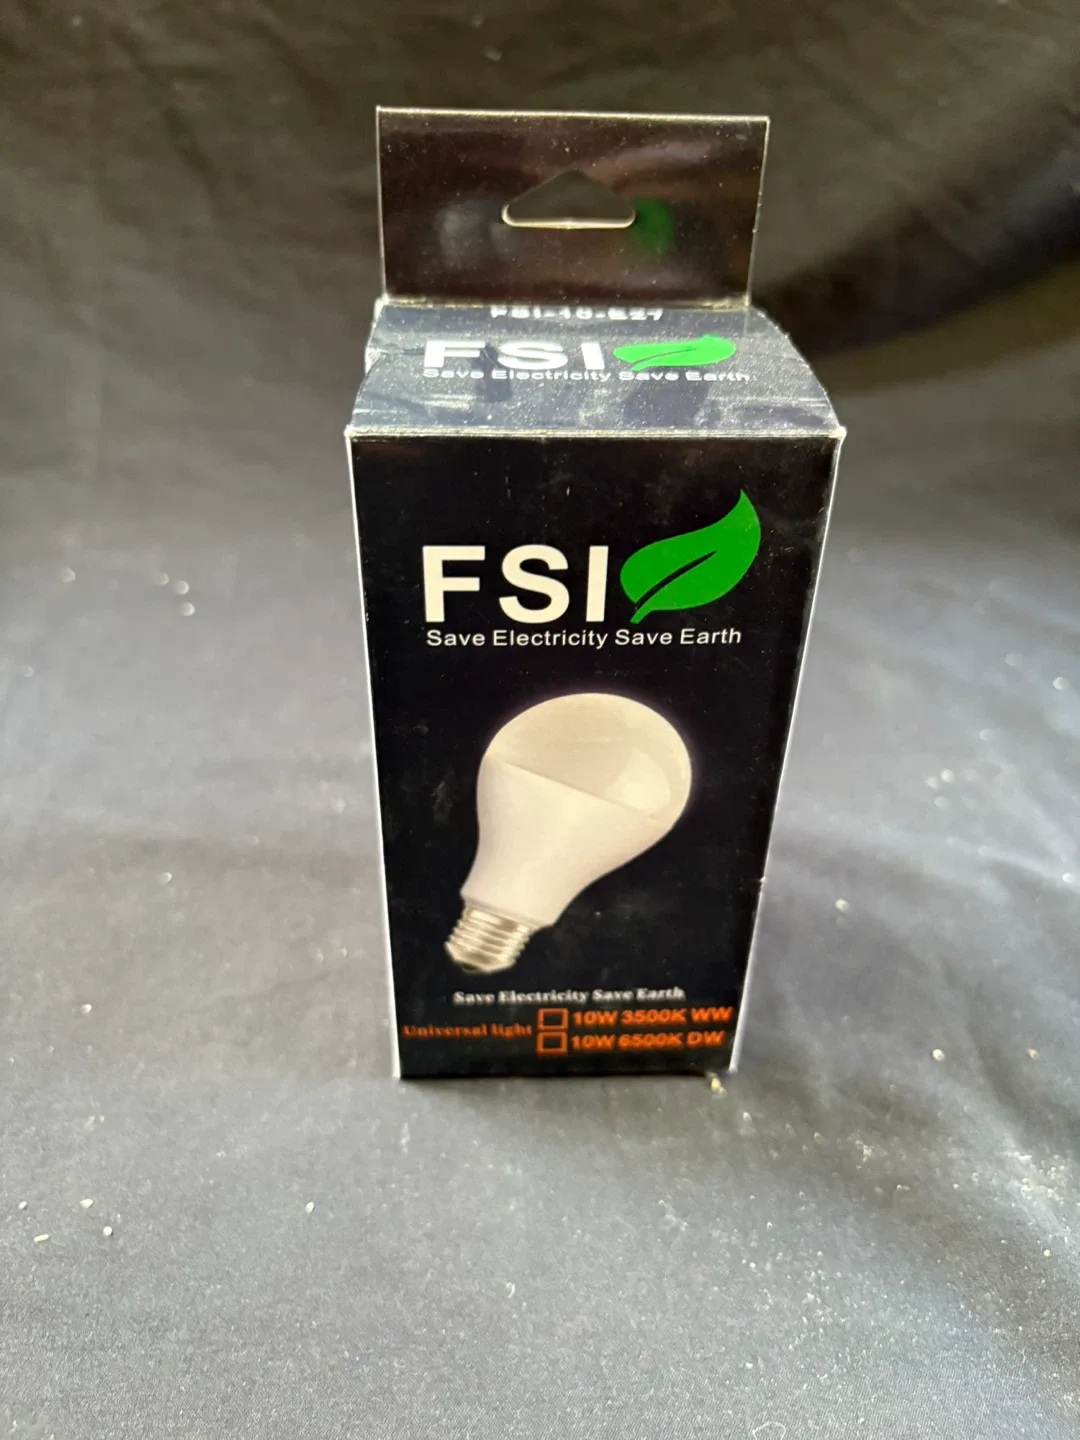 FSI-10-E27
FSI
Save Electricity Save Earth
FSI
Save Electricity Save Earth
Save Electricity Save Earth
Universal light
10W 3500K WW
10W 6500K DW